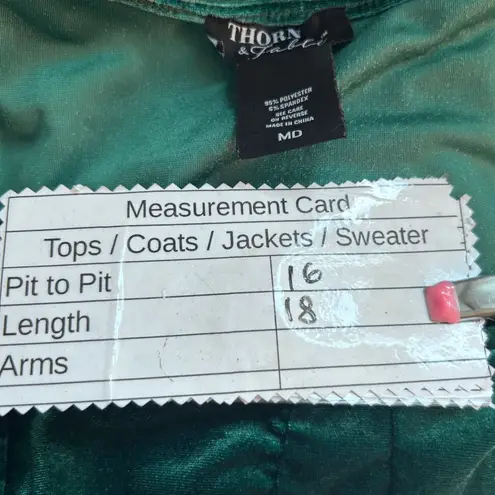 THORN
& Fable
95% POLYESTER
5% SPANDEX
SEE CARE
ON REVERSE
MADE IN CHINA
MD
Measurement Card
Tops / Coats / Jackets / Sweater
Pit to Pit 16
Length 18
Arms